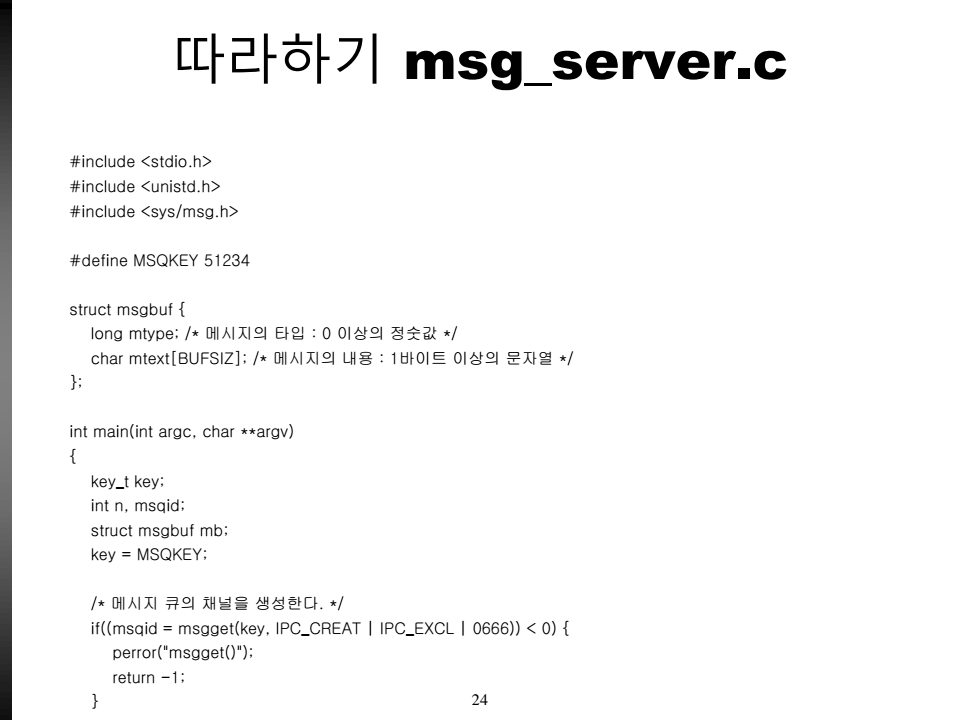 따라하기 msg_server.c
#include <stdio.h>
#include <unistd.h>
#include <sys/msg.h>
#define MSQKEY 51234
struct msgbuf {
long mtype; /* 메시지의 타입 : 0 이상의 정숫값 */
char mtext[BUFSIZ]; /* 메시지의 내용 : 1바이트 이상의 문자열 */
};
int main(int argc, char **argv)
{
key_t key;
int n, msqid;
struct msgbuf mb;
key = MSQKEY;
/* 메시지 큐의 채널을 생성한다. */
if((msqid = msgget(key, IPC_CREAT | IPC_EXCL | 0666)) < 0) {
perror("msgget()");
return -1;
}
24